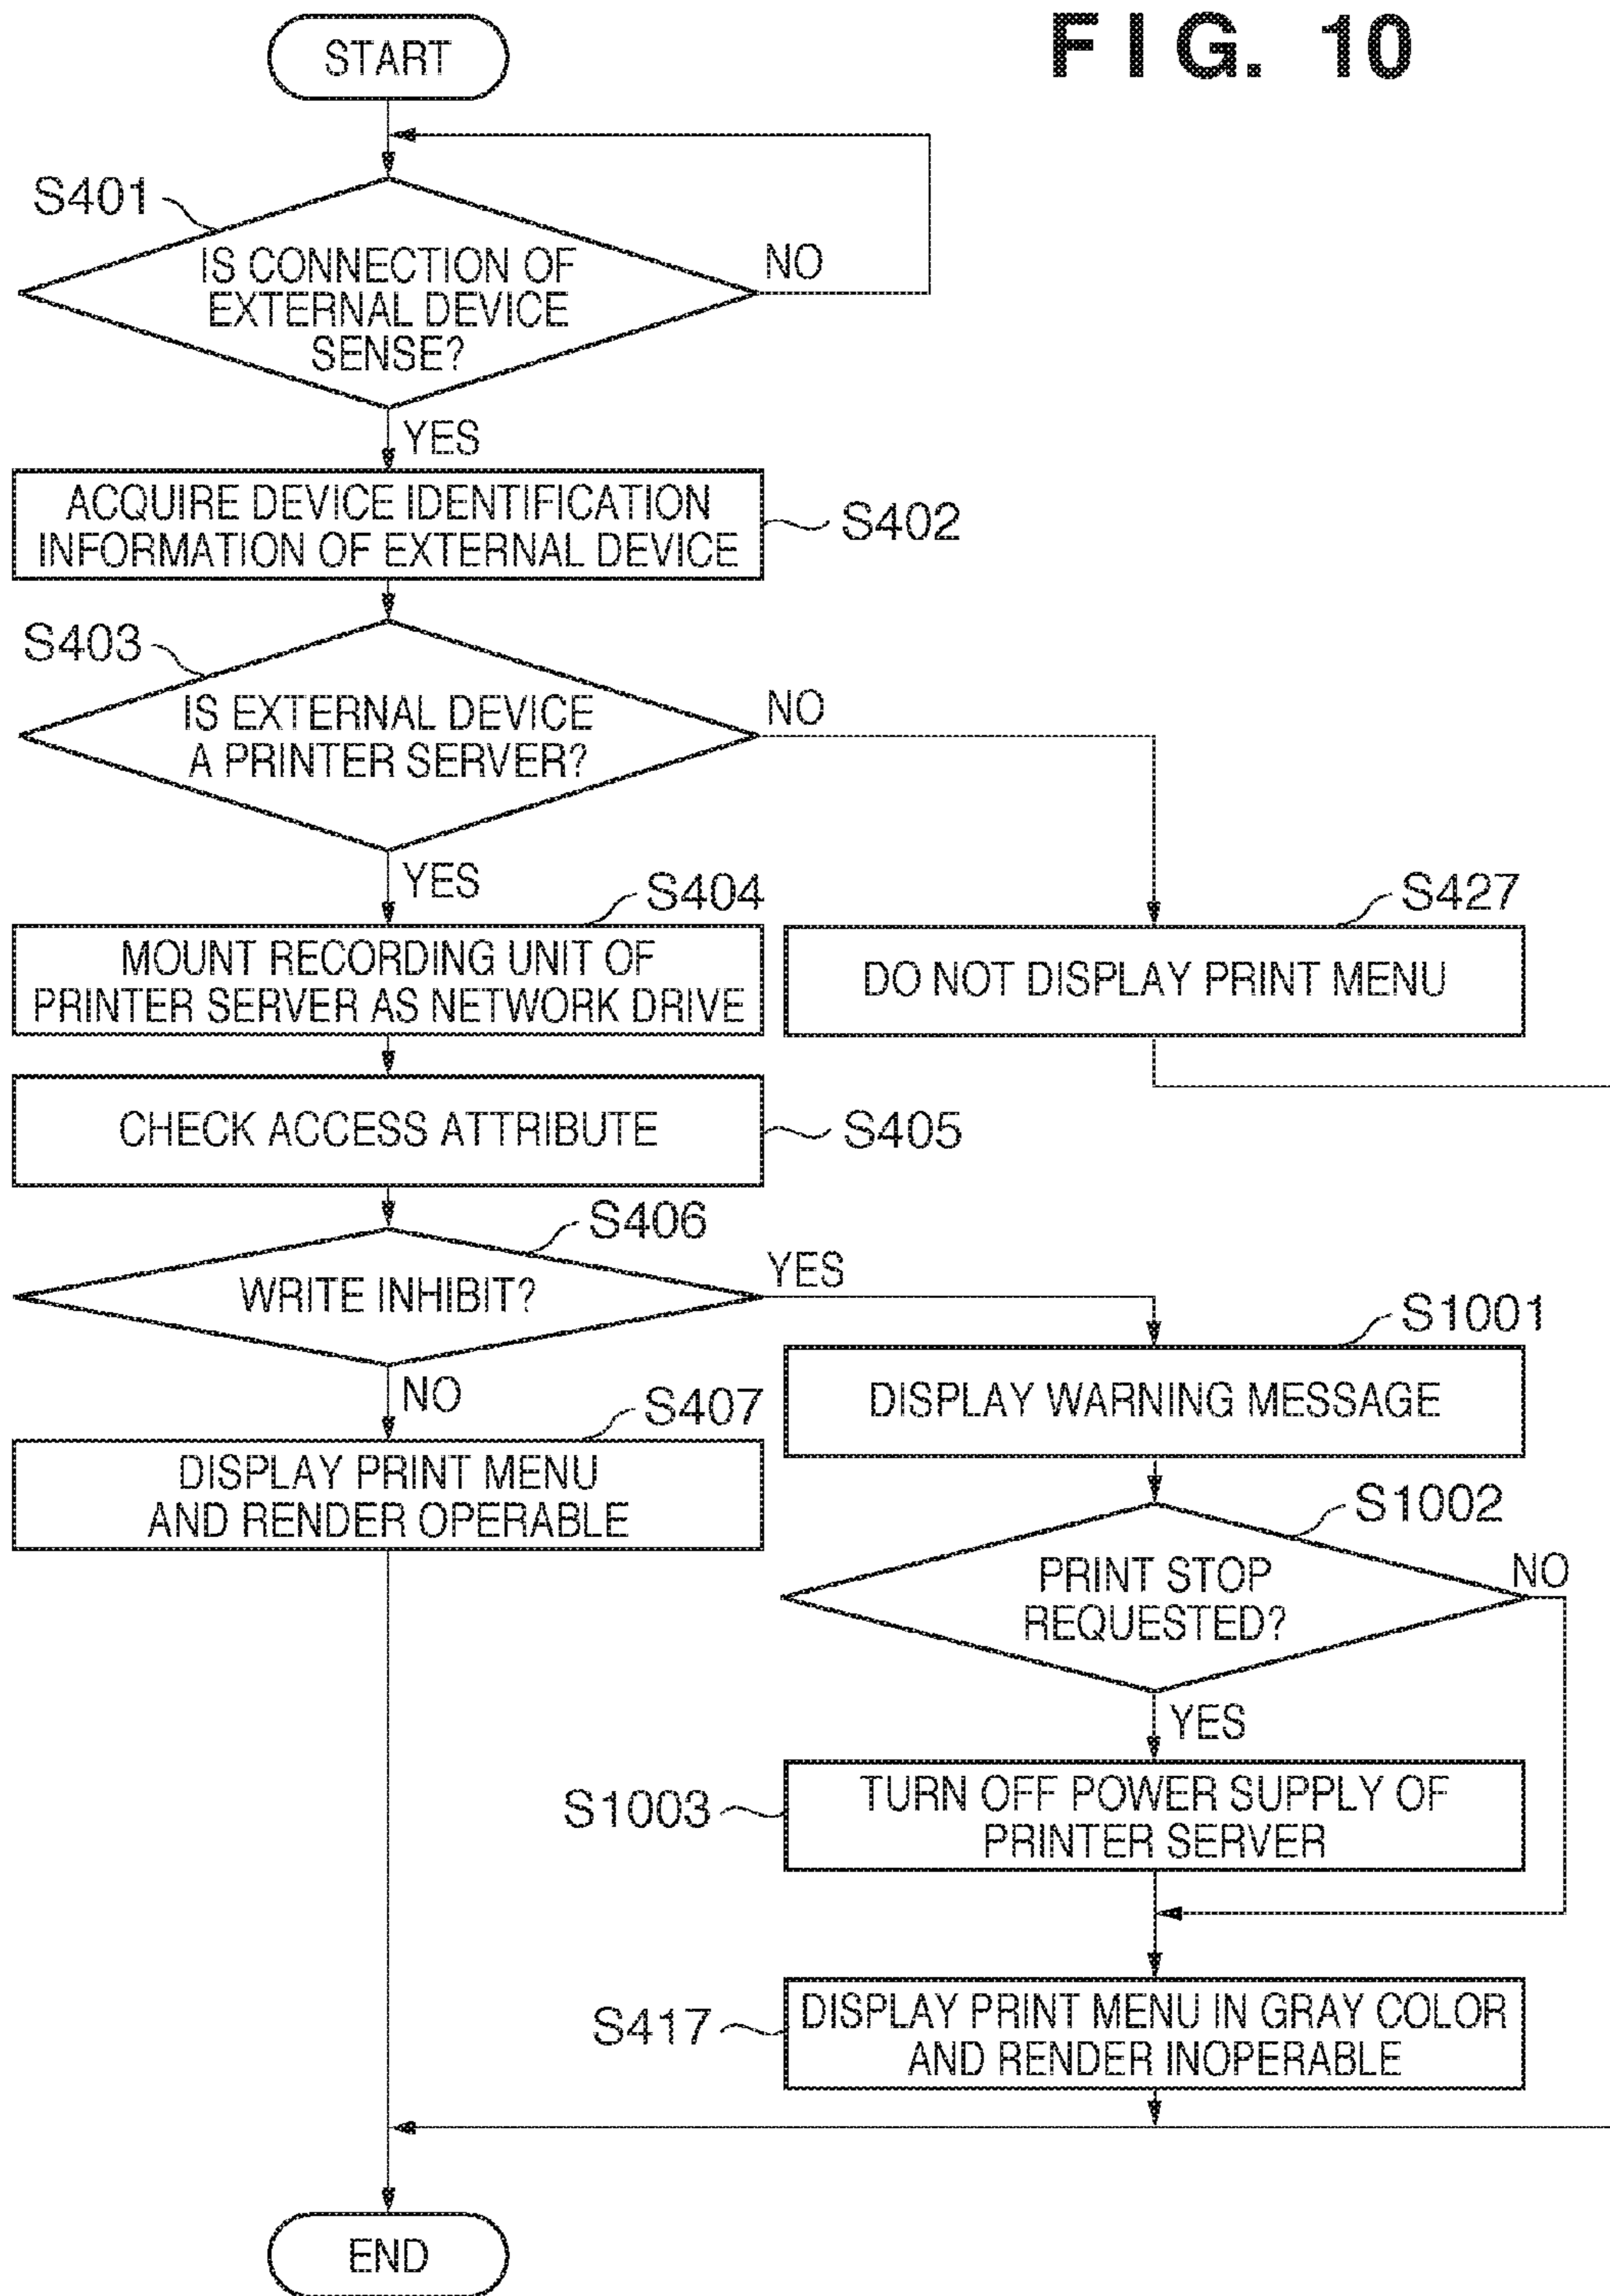 FIG. 10
START
S401
IS CONNECTION OF
EXTERNAL DEVICE
SENSE?
NO
YES
ACQUIRE DEVICE IDENTIFICATION
INFORMATION OF EXTERNAL DEVICE
S402
S403
IS EXTERNAL DEVICE
A PRINTER SERVER?
NO
YES
S404
MOUNT RECORDING UNIT OF
PRINTER SERVER AS NETWORK DRIVE
S427
DO NOT DISPLAY PRINT MENU
CHECK ACCESS ATTRIBUTE
S405
S406
WRITE INHIBIT?
YES
NO
S407
DISPLAY PRINT MENU
AND RENDER OPERABLE
S1001
DISPLAY WARNING MESSAGE
S1002
PRINT STOP
REQUESTED?
NO
YES
S1003
TURN OFF POWER SUPPLY OF
PRINTER SERVER
S417
DISPLAY PRINT MENU IN GRAY COLOR
AND RENDER INOPERABLE
END